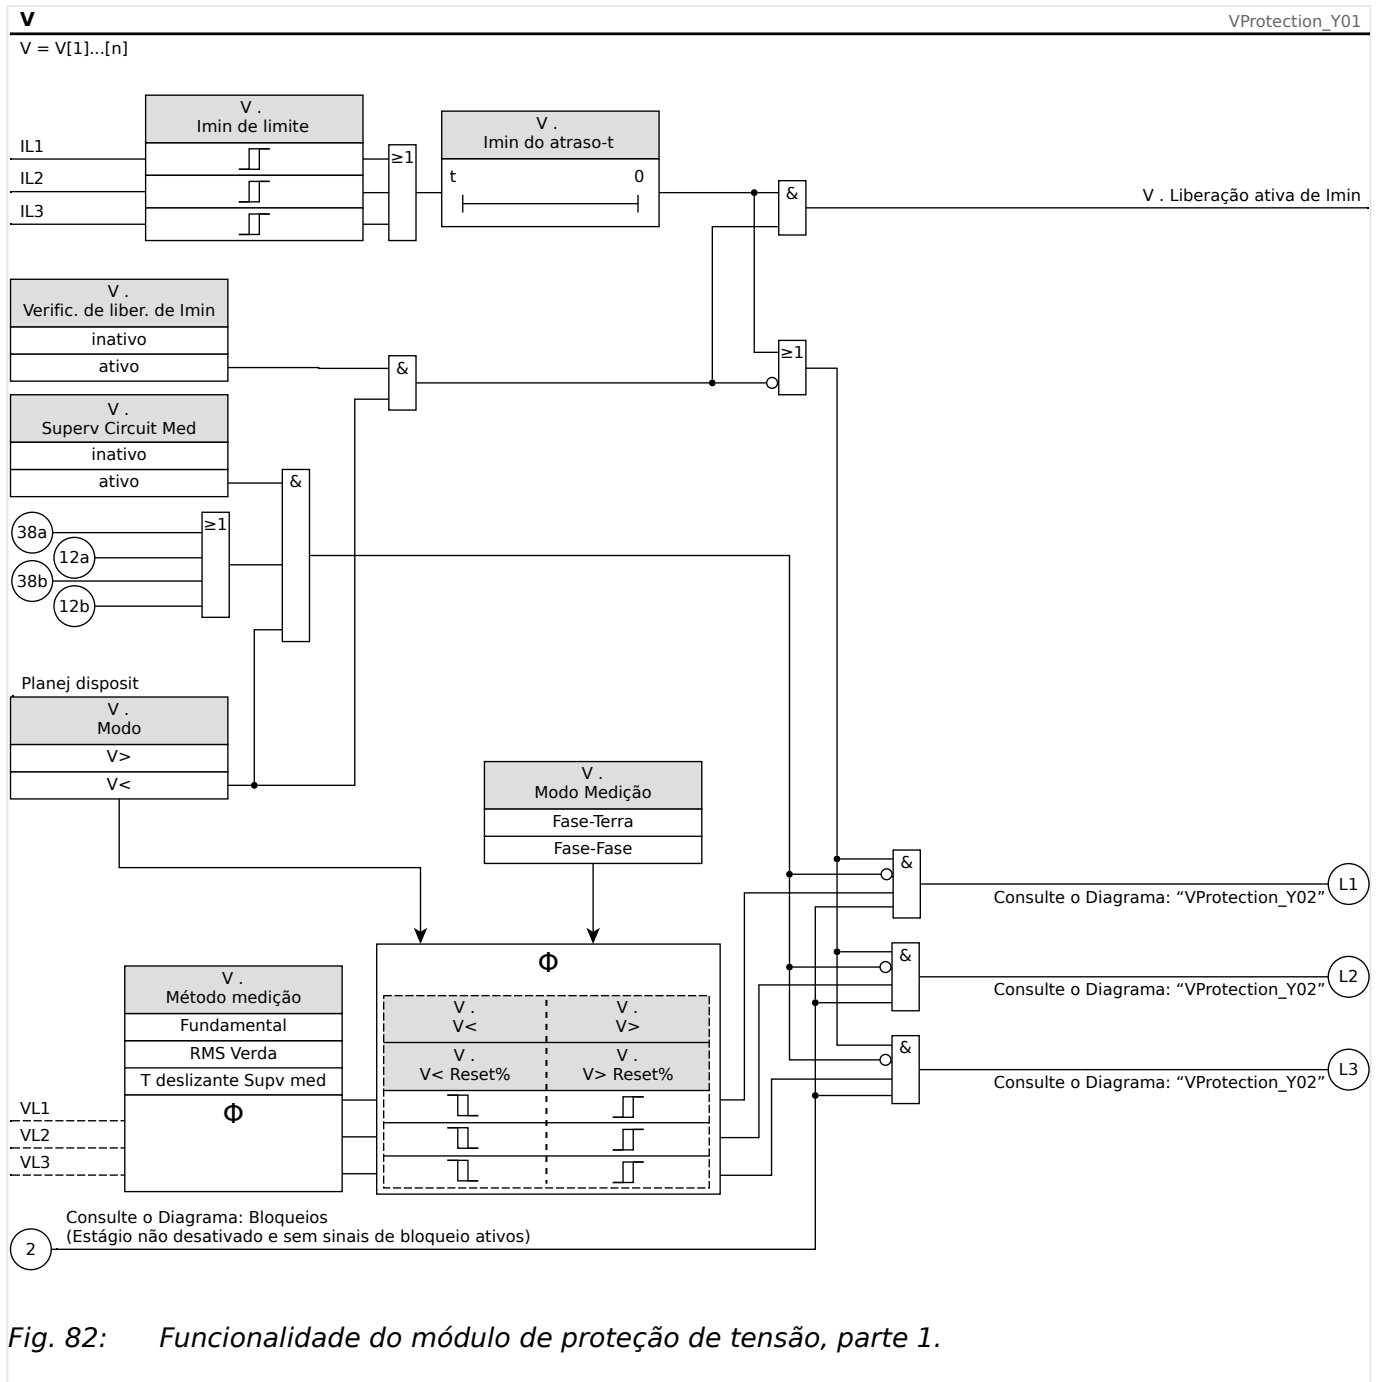 V
VProtection_Y01
V = V[1]...[n]
V .
Imin de limite
IL1
IL2
IL3
≥1
V .
Imin do atraso-t
t
0
&
V . Liberação ativa de Imin
V .
Verific. de liber. de Imin
inativo
ativo
&
≥1
V .
Superv Circuit Med
inativo
ativo
&
≥1
38a
12a
38b
12b
Planej disposit
V .
Modo
V>
V<
V .
Modo Medição
Fase-Terra
Fase-Fase
&
L1
Consulte o Diagrama: “VProtection_Y02”
&
L2
Consulte o Diagrama: “VProtection_Y02”
&
L3
Consulte o Diagrama: “VProtection_Y02”
Φ
V .
V<
V .
V>
V .
V< Reset%
V .
V> Reset%
V .
Método medição
Fundamental
RMS Verda
T deslizante Supv med
Φ
VL1
VL2
VL3
Consulte o Diagrama: Bloqueios
(Estágio não desativado e sem sinais de bloqueio ativos)
2
Fig. 82: Funcionalidade do módulo de proteção de tensão, parte 1.